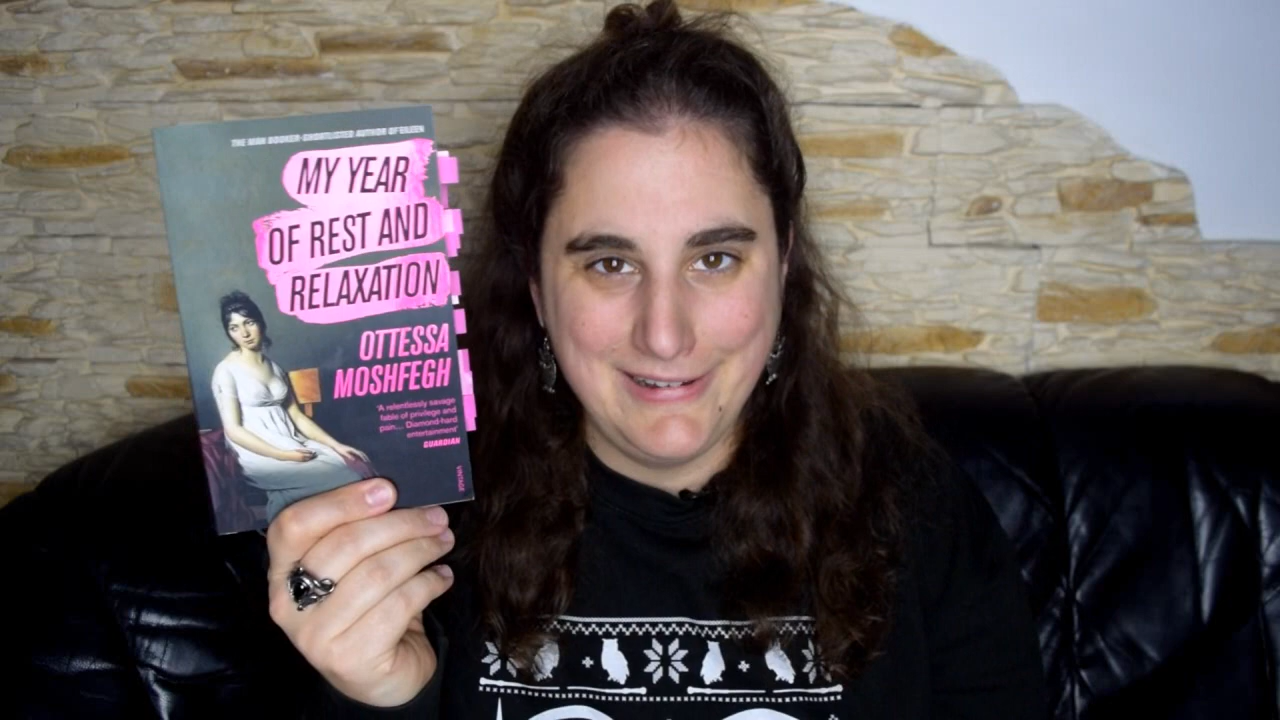 THE MAN BOOKER-SHORTLISTED AUTHOR OF EILEEN
MY YEAR
OF REST AND
RELAXATION
OTTESSA
MOSHFEGH
'A relentlessly savage
fable of privilege and
pain... Diamond-hard
entertainment'
GUARDIAN
VINTAGE